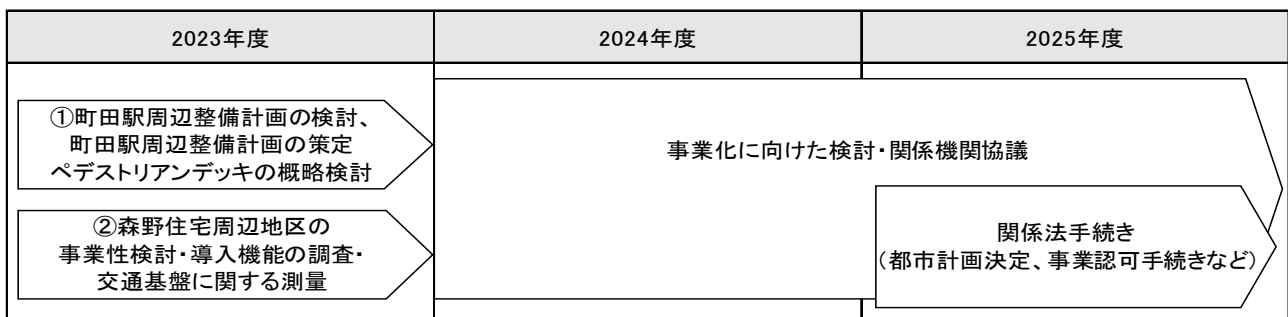 2023年度
2024年度
2025年度
①町田駅周辺整備計画の検討、
町田駅周辺整備計画の策定
ペデストリアンデッキの概略検討
②森野住宅周辺地区の
事業性検討・導入機能の調査・
交通基盤に関する測量
事業化に向けた検討・関係機関協議
関係法手続き
（都市計画決定、事業認可手続きなど）